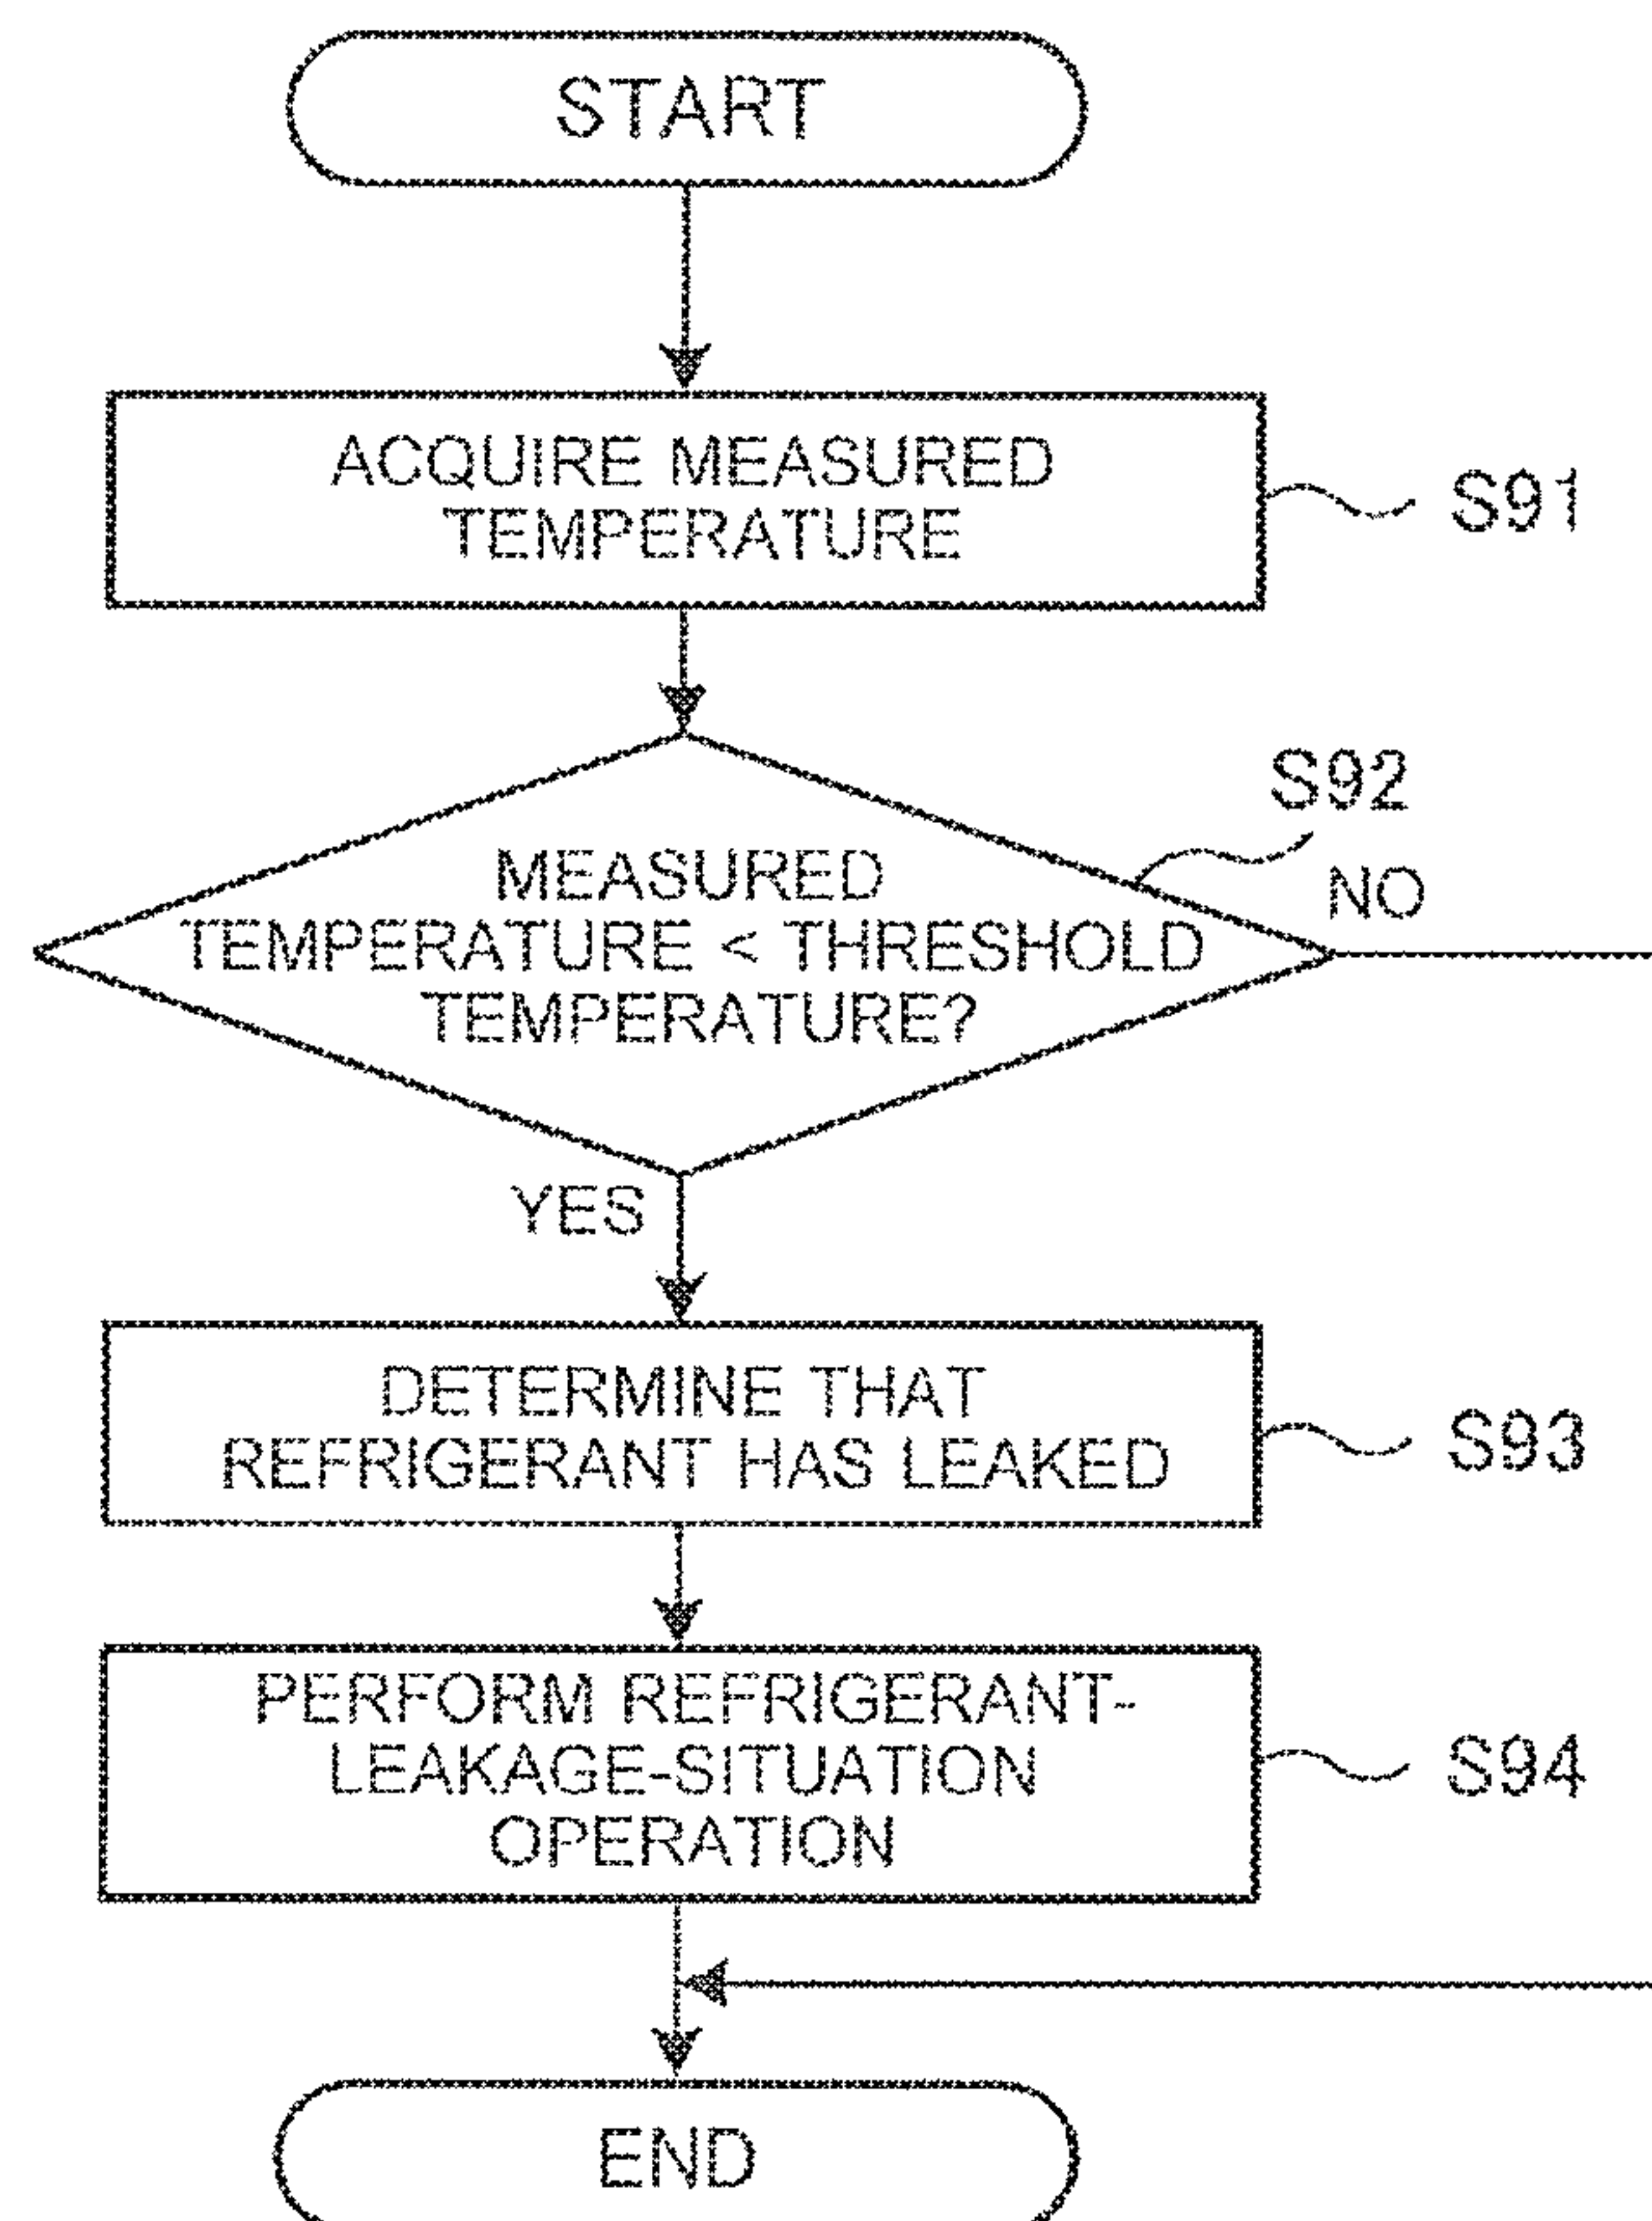 START
ACQUIRE MEASURED
TEMPERATURE
S91
S92
MEASURED
TEMPERATURE < THRESHOLD
TEMPERATURE?
NO
YES
DETERMINE THAT
REFRIGERANT HAS LEAKED
S93
PERFORM REFRIGERANT-
LEAKAGE-SITUATION
OPERATION
S94
END